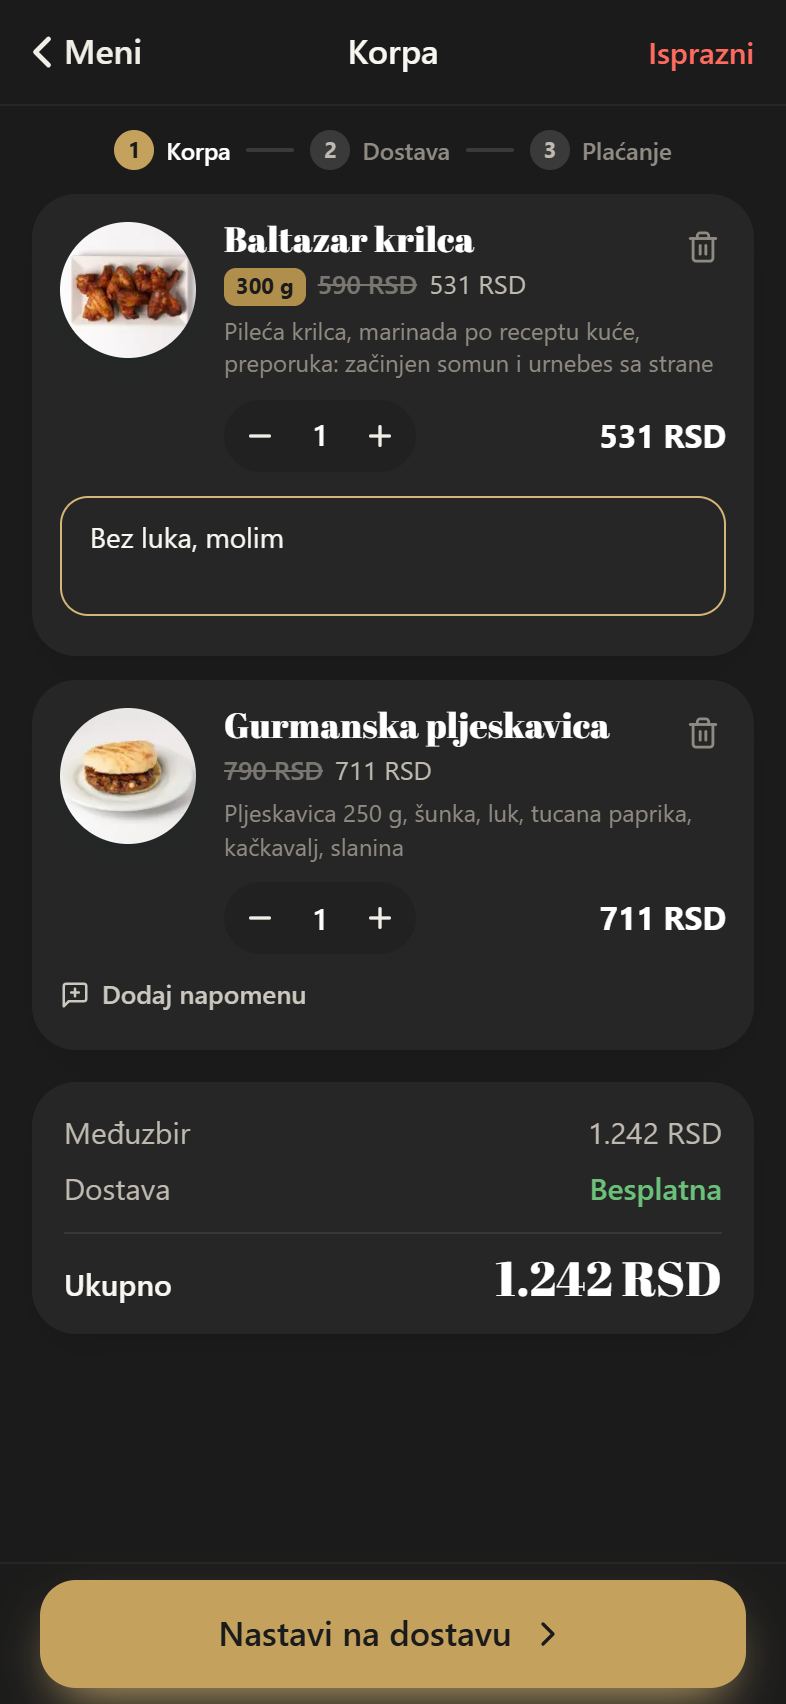 Meni
Korpa
Isprazni
1 Korpa
2 Dostava
3 Plaćanje
Baltazar krilca
300 g 590 RSD 531 RSD
Pileća krilca, marinada po receptu kuće,
preporuka: začinjen somun i urnebes sa strane
1
531 RSD
Bez luka, molim
Gurmanska pljeskavica
790 RSD 711 RSD
Pljeskavica 250 g, šunka, luk, tucana paprika,
kačkavalj, slanina
1
711 RSD
Dodaj napomenu
Međuzbir 1.242 RSD
Dostava Besplatna
Ukupno 1.242 RSD
Nastavi na dostavu